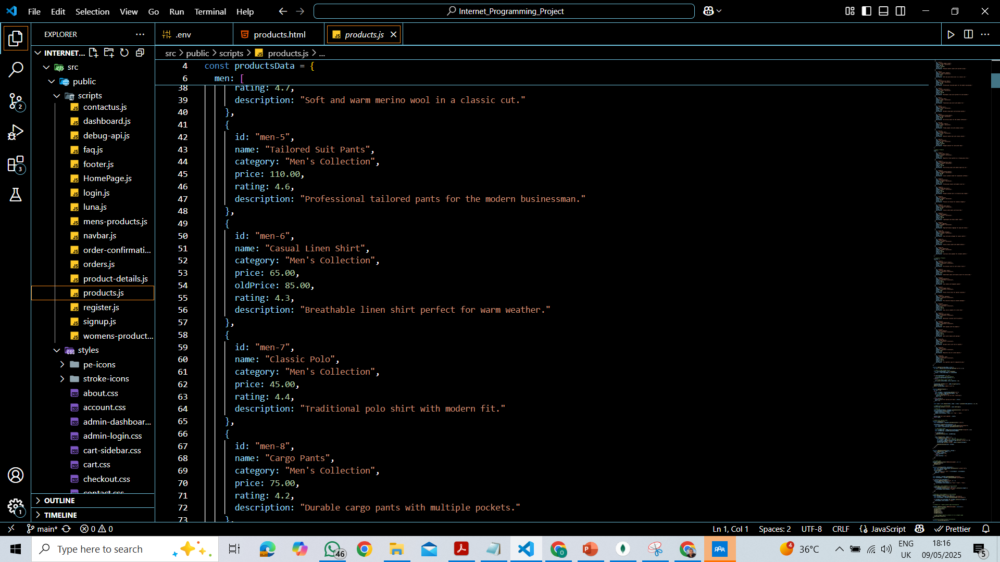 File Edit Selection View Go Run Terminal Help
Internet_Programming_Project
EXPLORER
.env
products.html
products.js
INTERNET...
src > public > scripts > products.js > ...
src
public
scripts
contactus.js
dashboard.js
debug-api.js
faq.js
footer.js
HomePage.js
login.js
luna.js
mens-products.js
navbar.js
order-confirmati...
orders.js
product-details.js
products.js
register.js
signup.js
womens-product...
styles
pe-icons
stroke-icons
about.css
account.css
admin-dashboar...
admin-login.css
cart-sidebar.css
cart.css
checkout.css
contact.css
OUTLINE
TIMELINE
2
3
1
4 const productsData = {
6 men: [
38 rating: 4.7,
39 description: "Soft and warm merino wool in a classic cut."
40 },
41 {
42 id: "men-5",
43 name: "Tailored Suit Pants",
44 category: "Men's Collection",
45 price: 110.00,
46 rating: 4.6,
47 description: "Professional tailored pants for the modern businessman."
48 },
49 {
50 id: "men-6",
51 name: "Casual Linen Shirt",
52 category: "Men's Collection",
53 price: 65.00,
54 oldPrice: 85.00,
55 rating: 4.3,
56 description: "Breathable linen shirt perfect for warm weather."
57 },
58 {
59 id: "men-7",
60 name: "Classic Polo",
61 category: "Men's Collection",
62 price: 45.00,
63 rating: 4.4,
64 description: "Traditional polo shirt with modern fit."
65 },
66 {
67 id: "men-8",
68 name: "Cargo Pants",
69 category: "Men's Collection",
70 price: 75.00,
71 rating: 4.2,
72 description: "Durable cargo pants with multiple pockets."
73 },
main* 0 0
Ln 1, Col 1 Spaces: 2 UTF-8 CRLF JavaScript Prettier
Type here to search
46
4
36°C
ENG
UK
18:16
09/05/2025
5